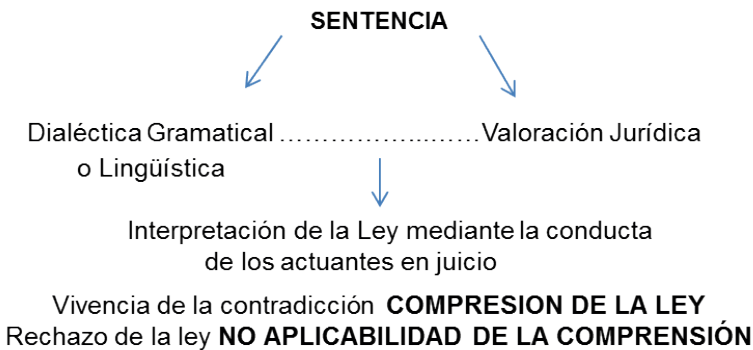 SENTENCIA
Dialéctica Gramatical ……………...……Valoración Jurídica
o Lingüística
Interpretación de la Ley mediante la conducta
de los actuantes en juicio
Vivencia de la contradicción COMPRESION DE LA LEY
Rechazo de la ley NO APLICABILIDAD DE LA COMPRENSIÓN